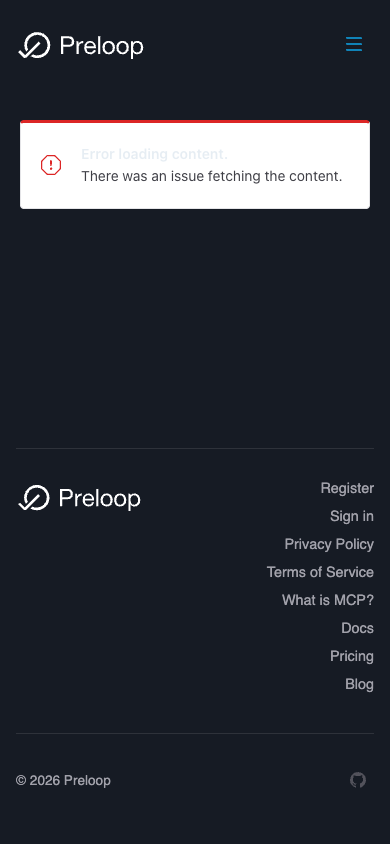 Preloop
Error loading content.
There was an issue fetching the content.
Preloop
Register
Sign in
Privacy Policy
Terms of Service
What is MCP?
Docs
Pricing
Blog
© 2026 Preloop